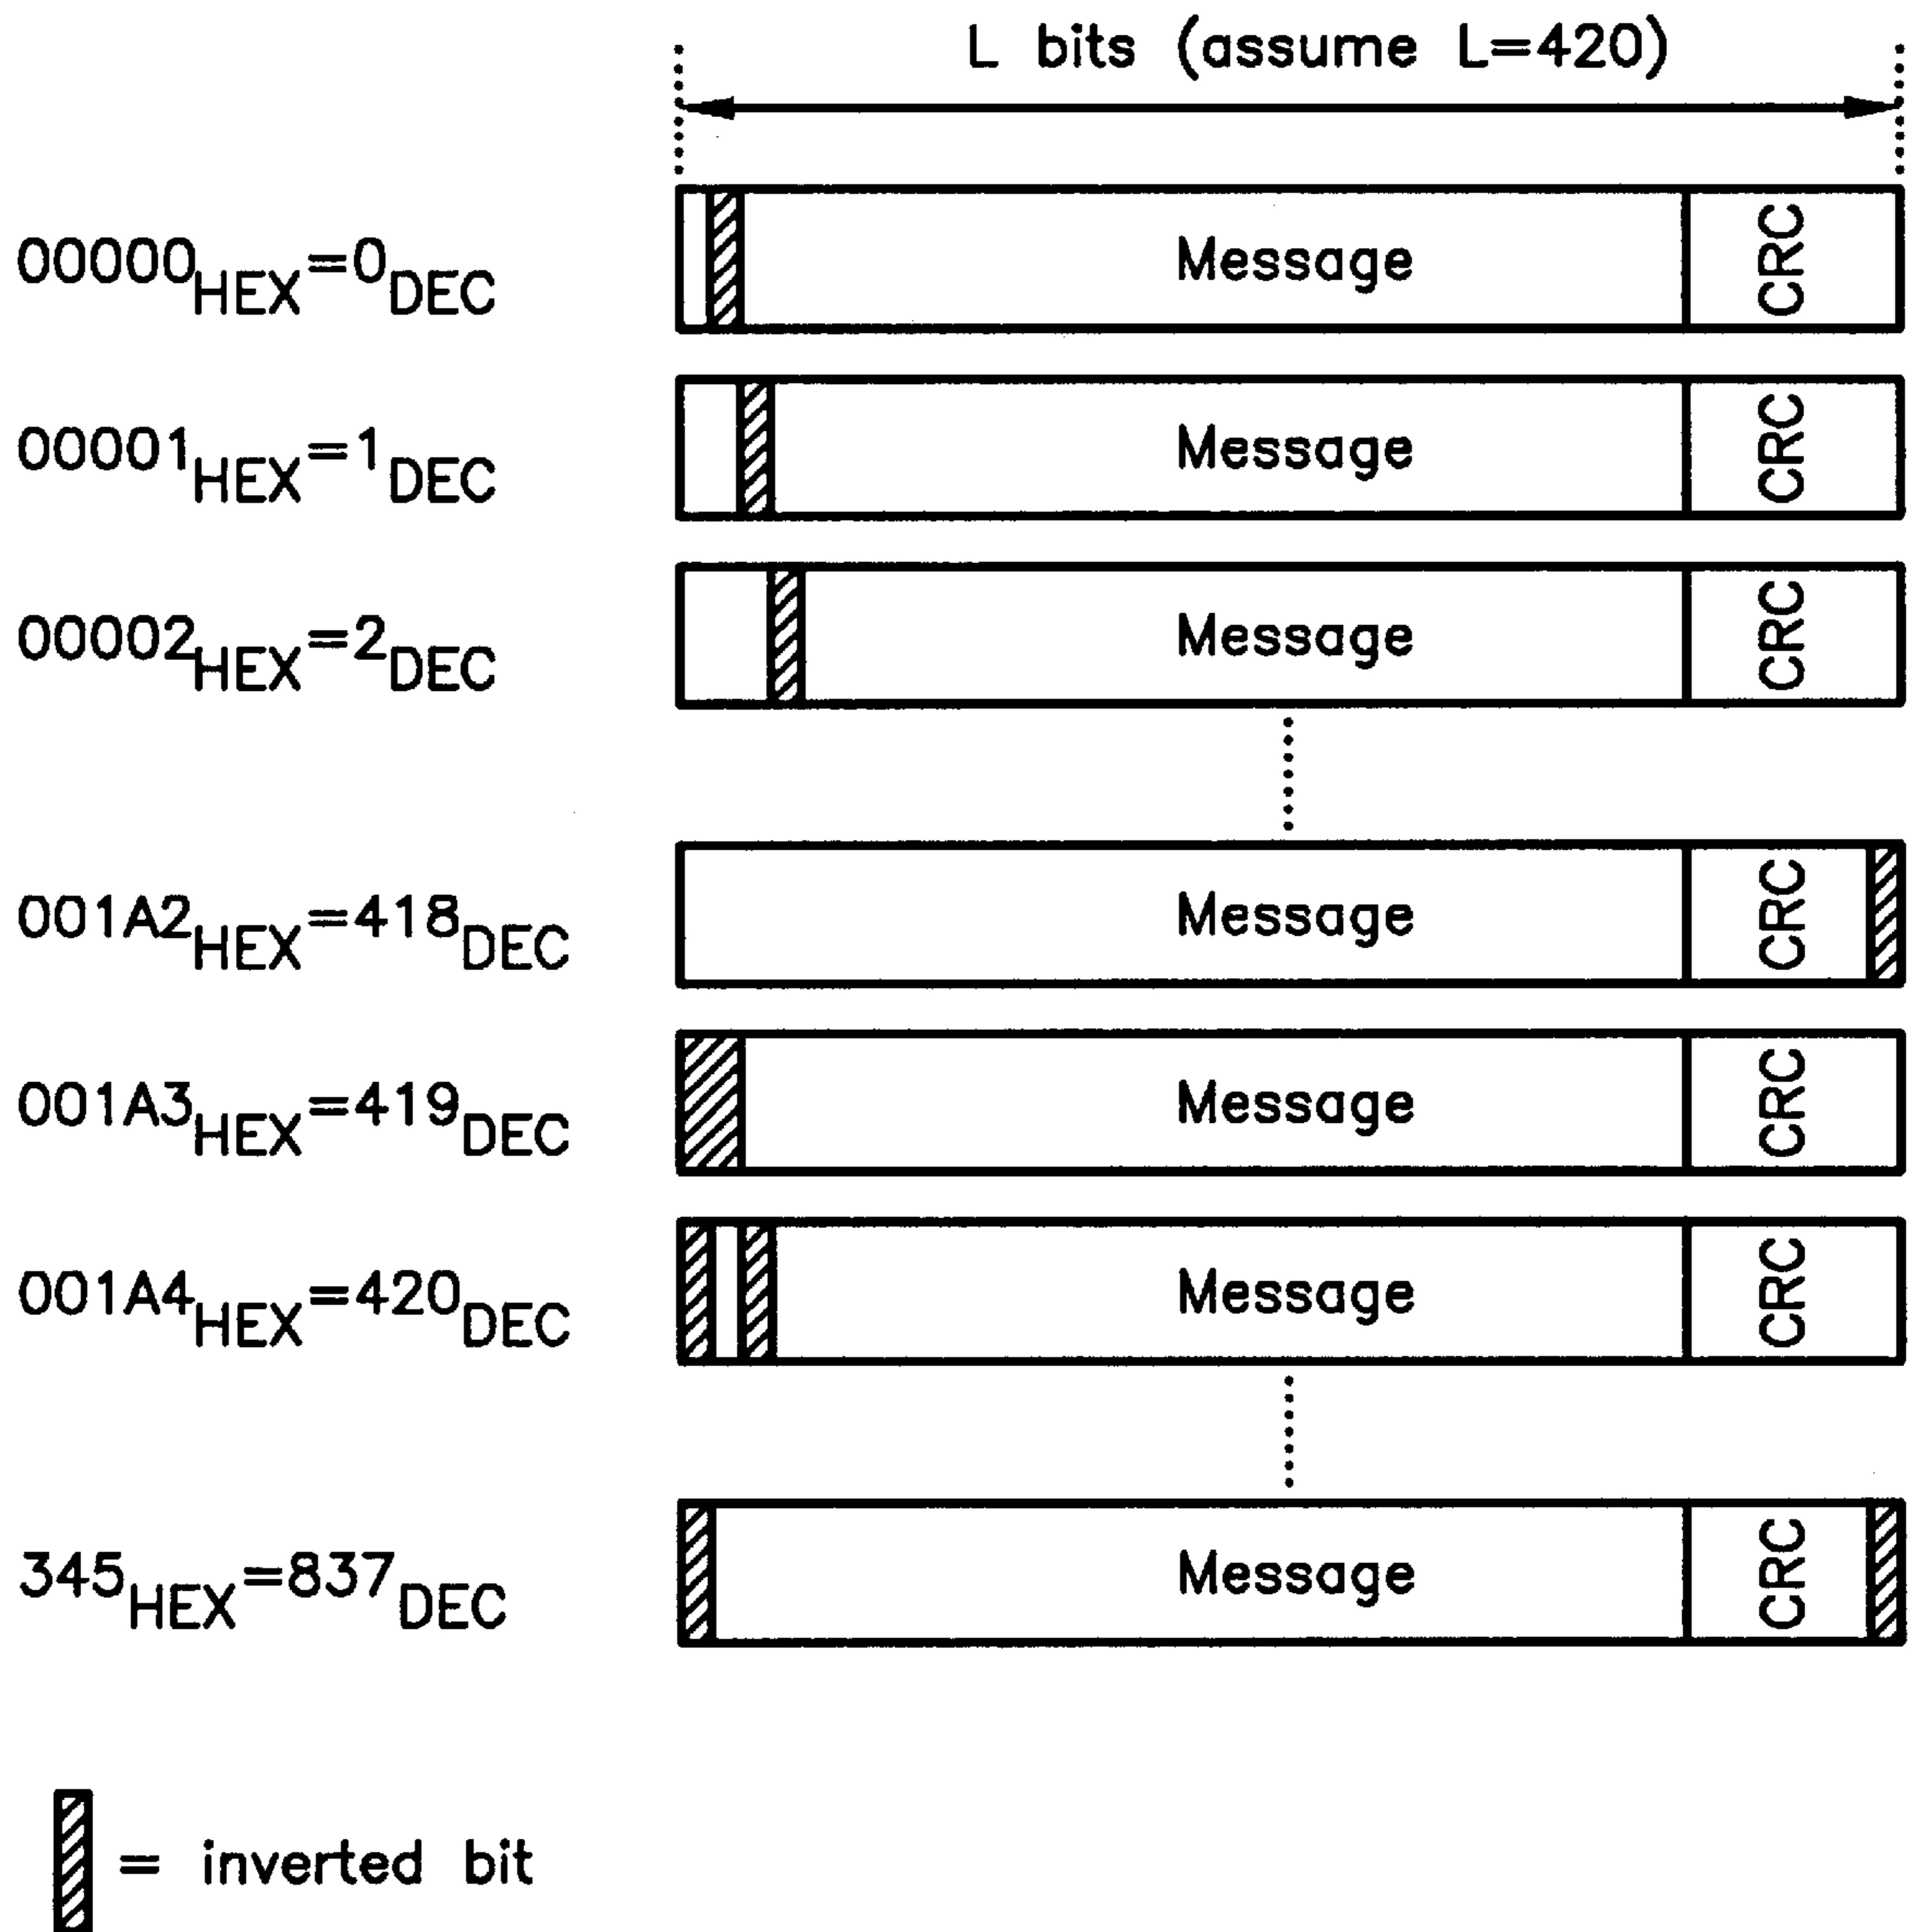 L bits (assume L=420)
00000HEX=0DEC Message CRC
00001HEX=1DEC Message CRC
00002HEX=2DEC Message CRC
001A2HEX=418DEC Message CRC
001A3HEX=419DEC Message CRC
001A4HEX=420DEC Message CRC
345HEX=837DEC Message CRC
= inverted bit